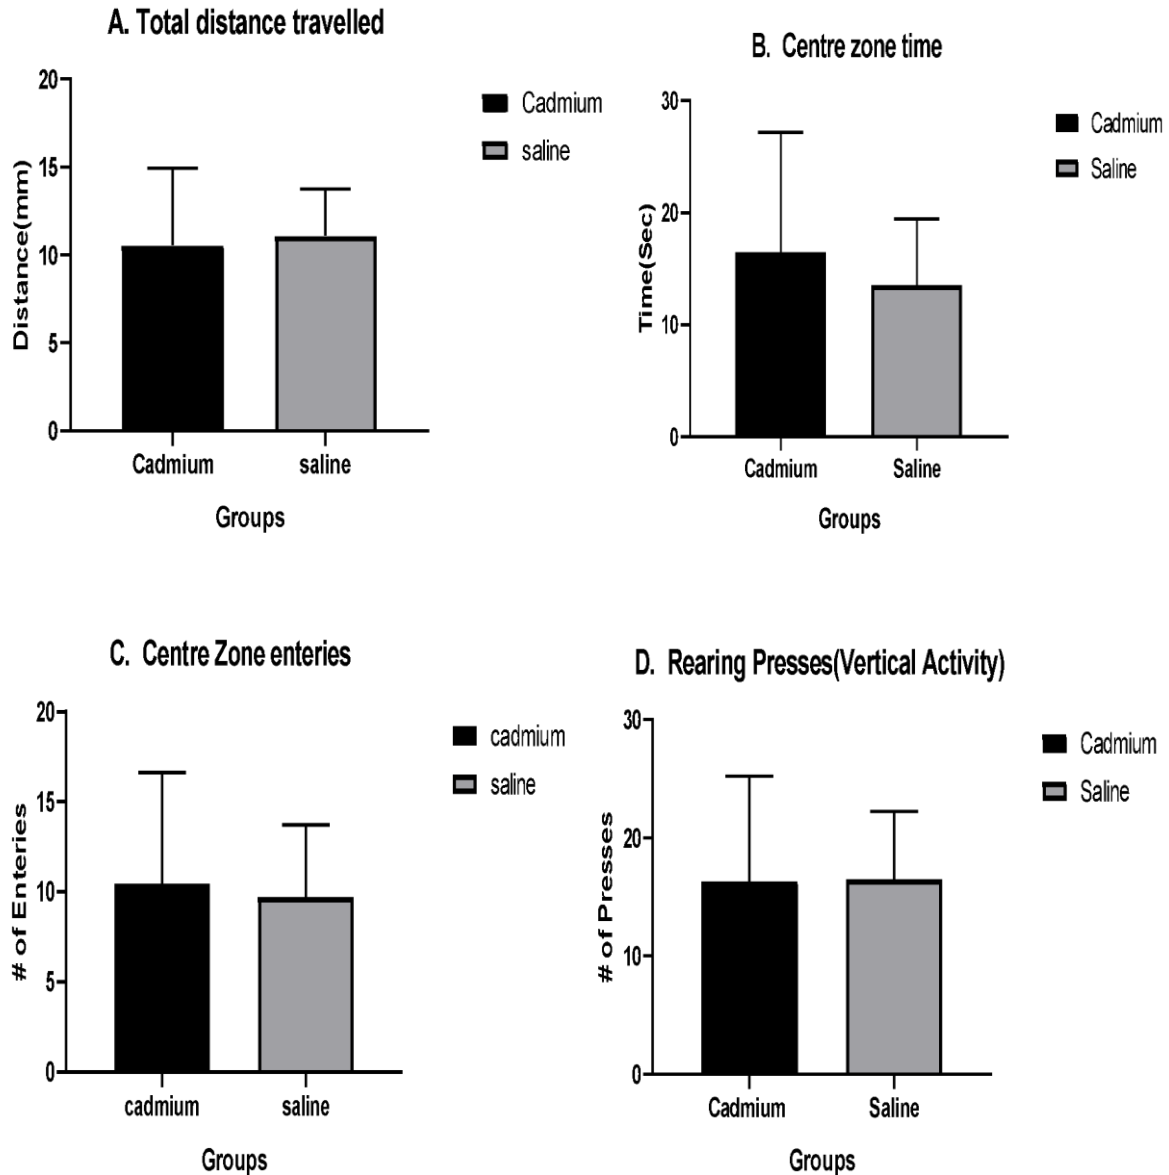 A. Total distance travelled
20
15
10
5
0
Distance(mm)
Cadmium
saline
Groups
Cadmium
saline
B. Centre zone time
30
20
10
0
Time(Sec)
Cadmium
Saline
Groups
Cadmium
Saline
C. Centre Zone enteries
20
15
10
5
0
# of Enteries
cadmium
saline
Groups
cadmium
saline
D. Rearing Presses(Vertical Activity)
30
20
10
0
# of Presses
Cadmium
Saline
Groups
Cadmium
Saline